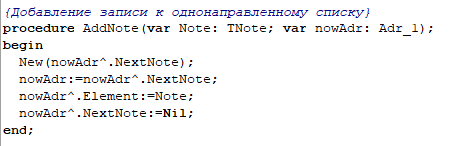 {Добавление записи к однонаправленному списку}
procedure AddNote(var Note: TNote; var nowAdr: Adr_1);
begin
  New(nowAdr^.NextNote);
  nowAdr:=nowAdr^.NextNote;
  nowAdr^.Element:=Note;
  nowAdr^.NextNote:=Nil;
end;